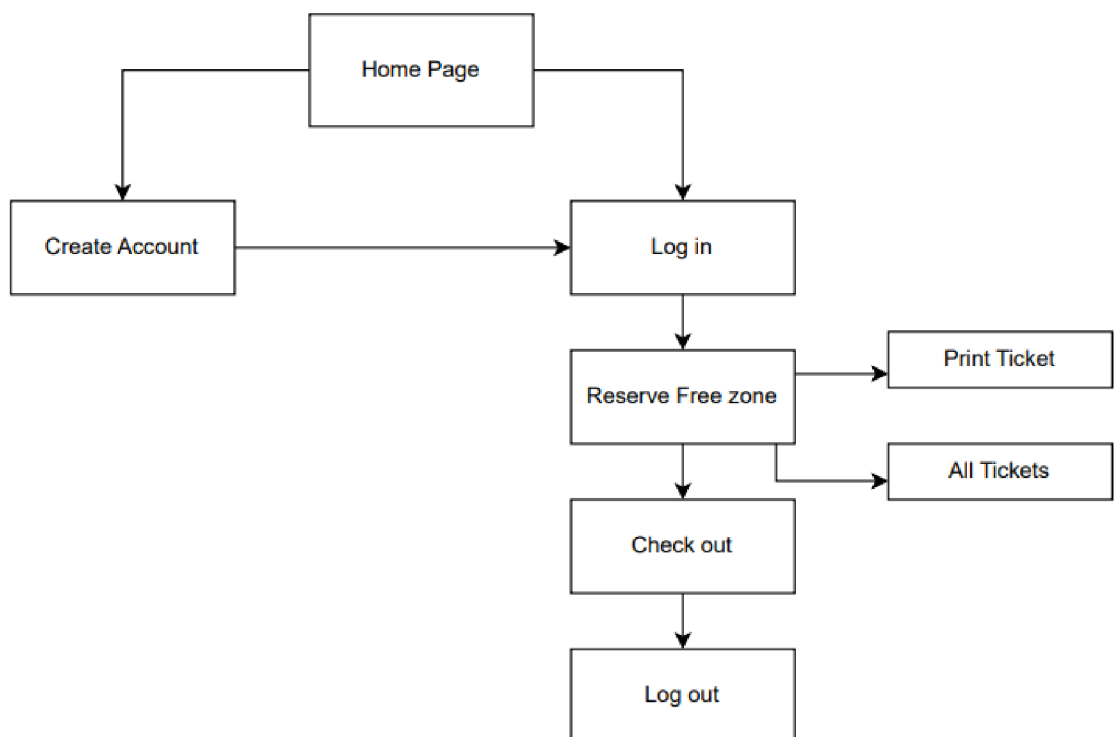 Home Page
Create Account
Log in
Print Ticket
Reserve Free zone
All Tickets
Check out
Log out